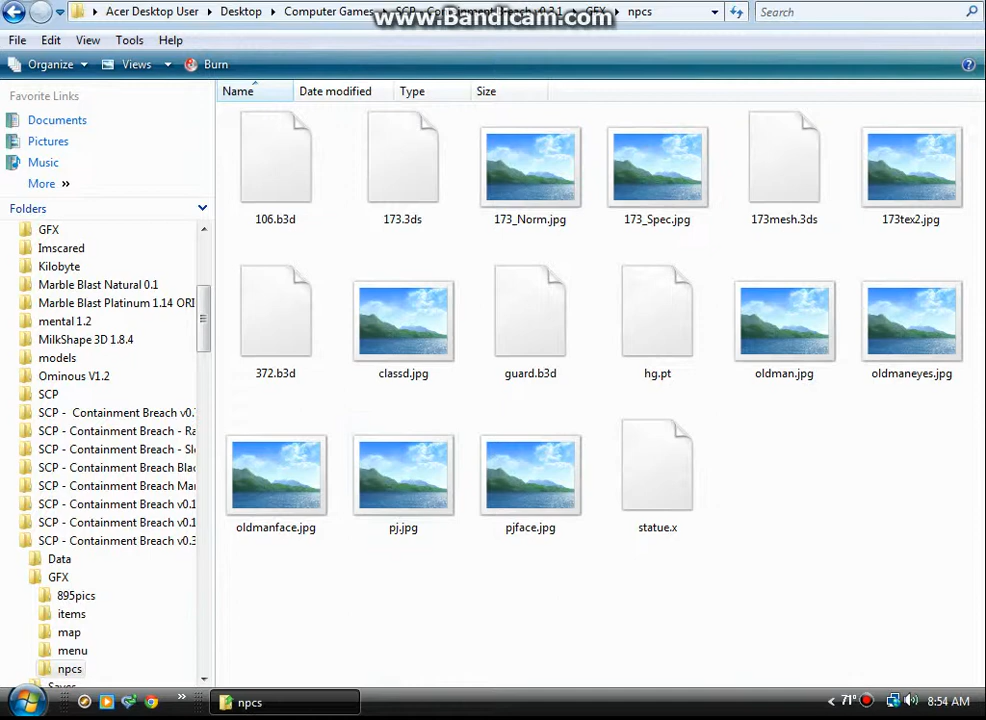 Acer Desktop User ▸ Desktop ▸ Computer Games ▸ SCP - Containment Breach v0.3.1 ▸ GFX ▸ npcs
www.Bandicam.com
Search
File Edit View Tools Help
Organize Views Burn
Favorite Links
Documents
Pictures
Music
More »
Folders
GFX
Imscared
Kilobyte
Marble Blast Natural 0.1
Marble Blast Platinum 1.14 ORI
mental 1.2
MilkShape 3D 1.8.4
models
Ominous V1.2
SCP
SCP - Containment Breach v0.
SCP - Containment Breach - Ra
SCP - Containment Breach - Sl
SCP - Containment Breach Bla
SCP - Containment Breach Ma
SCP - Containment Breach v0.1
SCP - Containment Breach v0.1
SCP - Containment Breach v0.3
Data
GFX
895pics
items
map
menu
npcs
Name Date modified Type Size
106.b3d 173.3ds 173_Norm.jpg 173_Spec.jpg 173mesh.3ds 173tex2.jpg
372.b3d classd.jpg guard.b3d hg.pt oldman.jpg oldmaneyes.jpg
oldmanface.jpg pj.jpg pjface.jpg statue.x
npcs
71° 8:54 AM